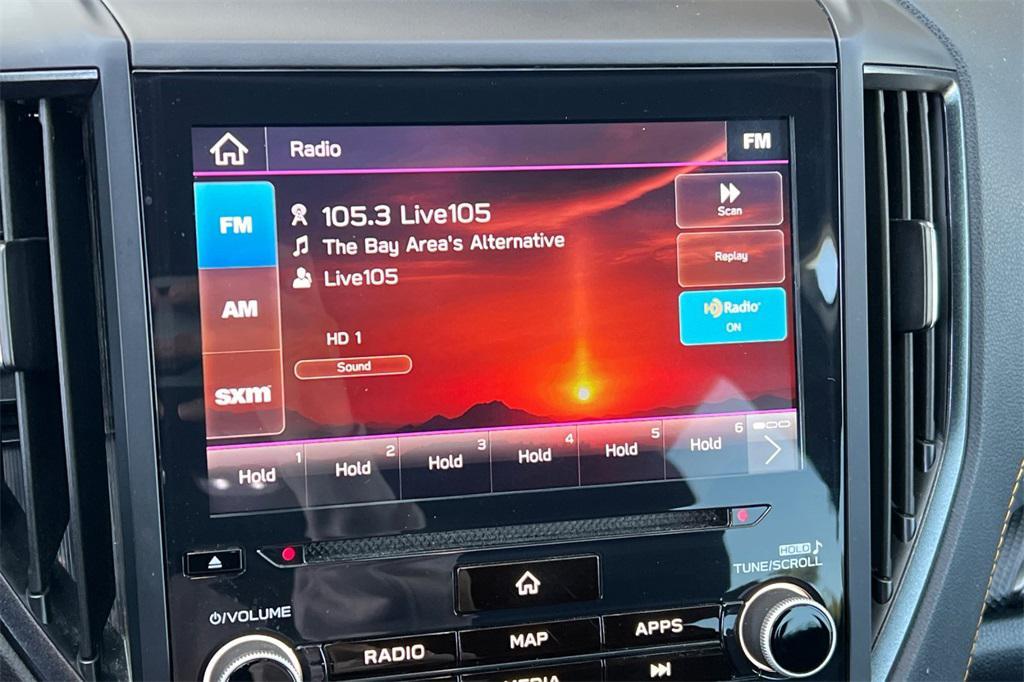 Radio
FM
FM
AM
sxm
105.3 Live105
The Bay Area's Alternative
Live105
HD 1
Sound
Scan
Replay
HD Radio
ON
1 2 3 4 5 6
Hold Hold Hold Hold Hold Hold
HOLD
TUNE/SCROLL
/VOLUME
RADIO MAP APPS
MEDIA